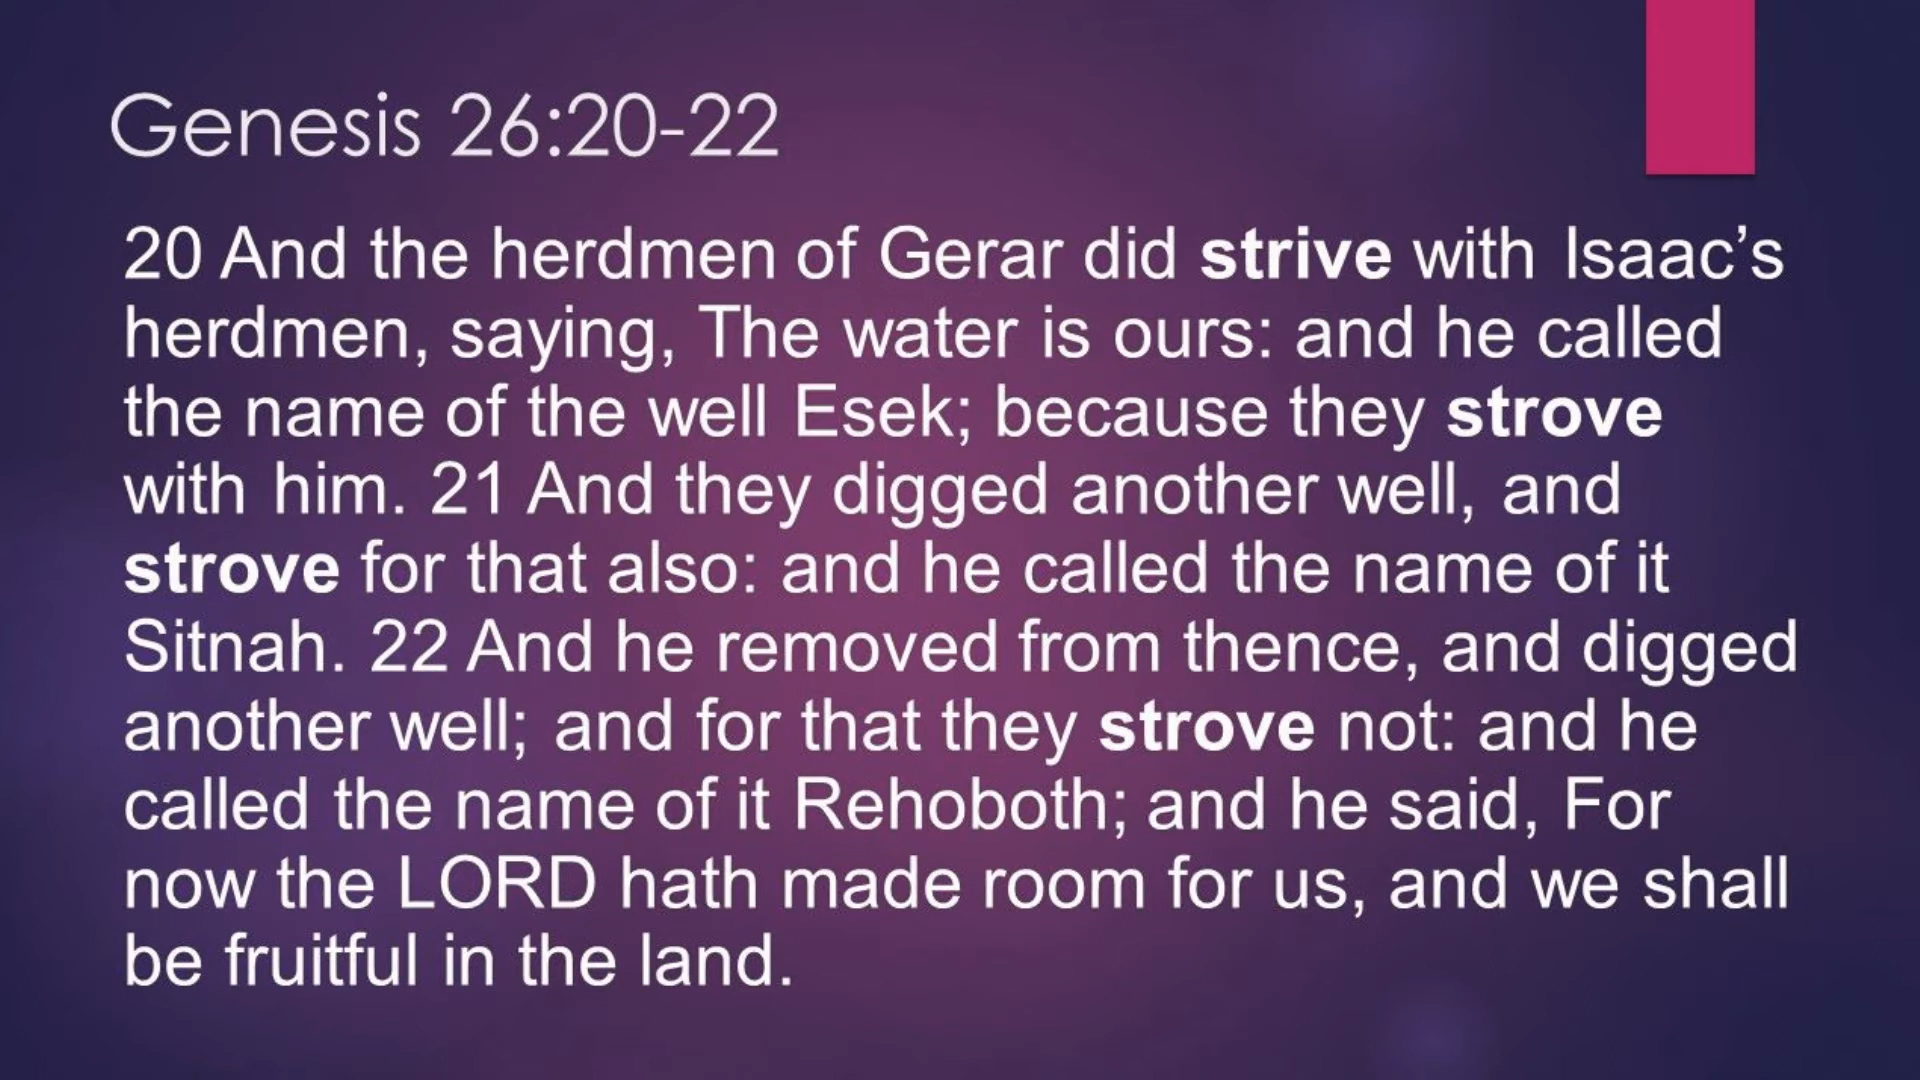 Genesis 26:20-22
20 And the herdmen of Gerar did strive with Isaac’s
herdmen, saying, The water is ours: and he called
the name of the well Esek; because they strove
with him. 21 And they digged another well, and
strove for that also: and he called the name of it
Sitnah. 22 And he removed from thence, and digged
another well; and for that they strove not: and he
called the name of it Rehoboth; and he said, For
now the LORD hath made room for us, and we shall
be fruitful in the land.